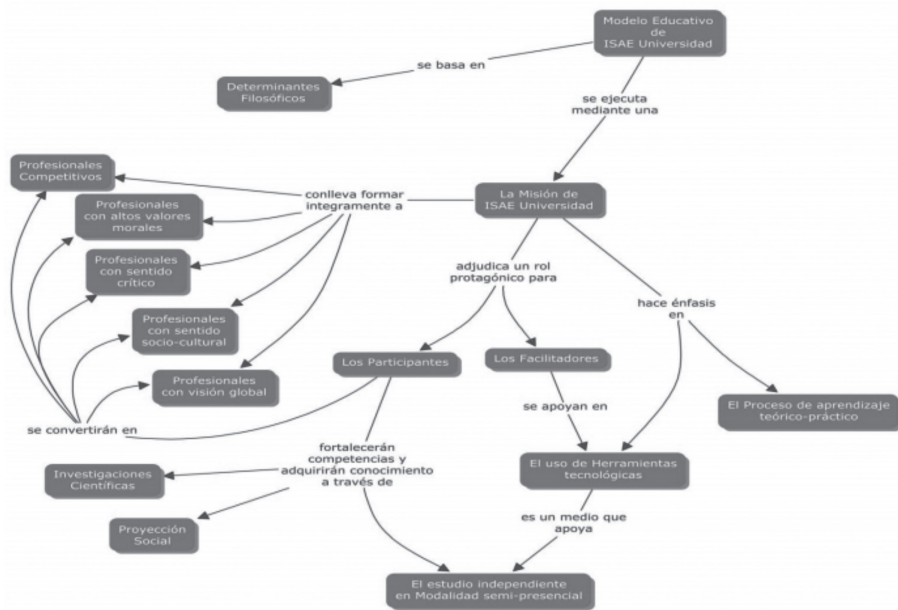 Modelo Educativo
de
ISAE Universidad
se basa en
Determinantes
Filosóficos
se ejecuta
mediante una
Profesionales
Competitivos
conlleva formar
integramente a
La Misión de
ISAE Universidad
Profesionales
con altos valores
morales
Profesionales
con sentido
crítico
adjudica un rol
protagónico para
hace énfasis
en
Profesionales
con sentido
socio-cultural
Los Participantes
Los Facilitadores
Profesionales
con visión global
se apoyan en
El Proceso de aprendizaje
teórico-práctico
se convertirán en
fortalecerán
competencias y
adquirirán conocimiento
a través de
Investigaciones
Científicas
El uso de Herramientas
tecnológicas
Proyección
Social
es un medio que
apoya
El estudio independiente
en Modalidad semi-presencial